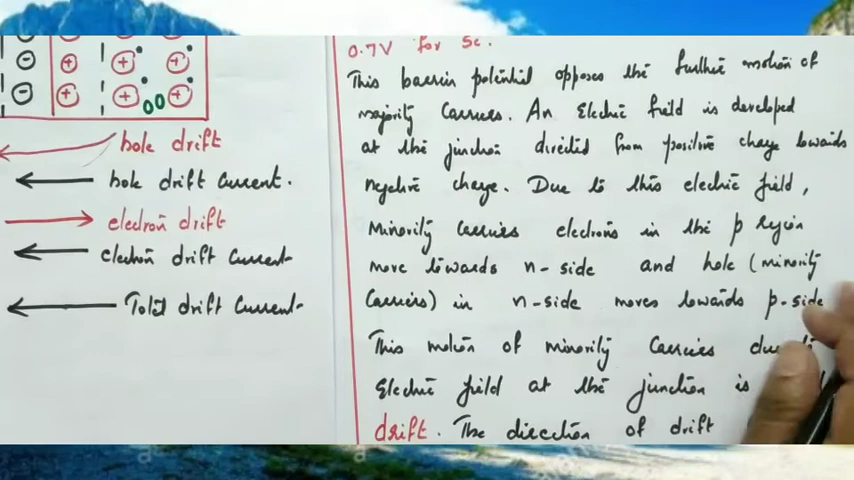 hole drift
hole drift current.
electron drift
electron drift current
Total drift current
0.7V for Sc.
This barrier potential opposes the further motion of
majority carriers. An Electric field is developed
at the junction directed from positive charge towards
negative charge. Due to this electric field,
minority carriers electrons in the p region
move towards n-side and hole (minority
carriers) in n-side moves towards p-side
This motion of minority carriers due to
Electric field at the junction is
drift. The direction of drift